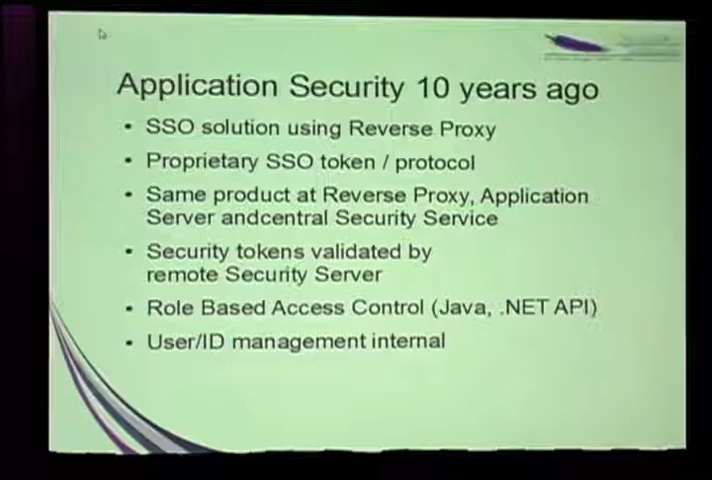 Application Security 10 years ago
• SSO solution using Reverse Proxy
• Proprietary SSO token / protocol
• Same product at Reverse Proxy, Application
Server andcentral Security Service
• Security tokens validated by
remote Security Server
• Role Based Access Control (Java, .NET API)
• User/ID management internal